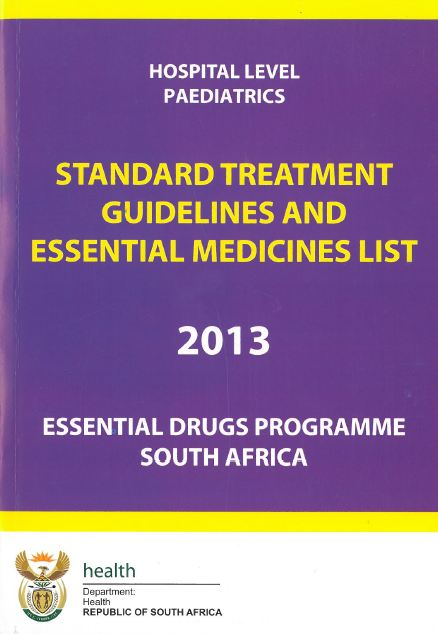 HOSPITAL LEVEL
PAEDIATRICS
STANDARD TREATMENT
GUIDELINES AND
ESSENTIAL MEDICINES LIST
2013
ESSENTIAL DRUGS PROGRAMME
SOUTH AFRICA
health
Department:
Health
REPUBLIC OF SOUTH AFRICA